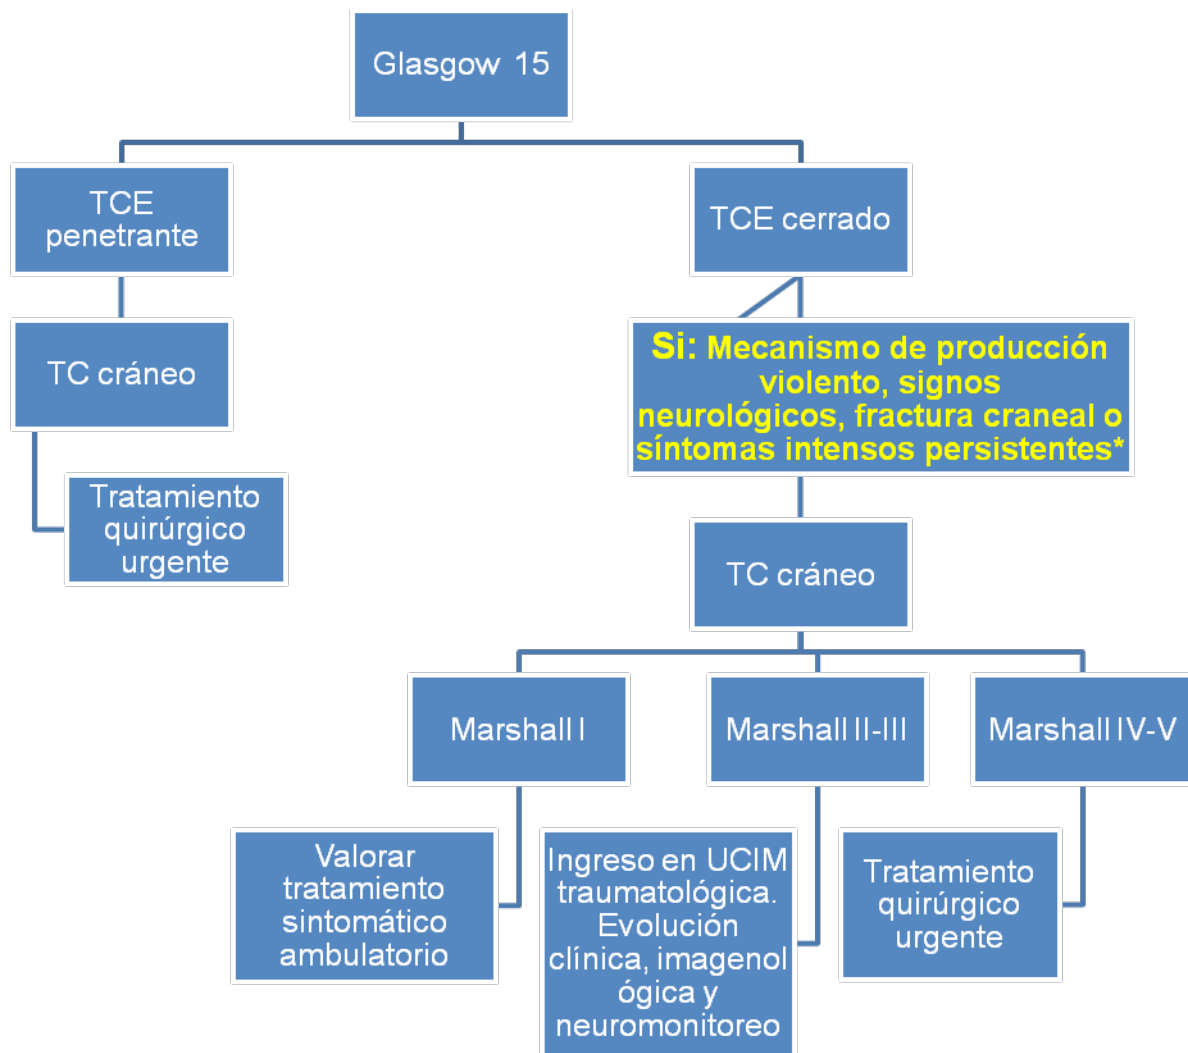 Glasgow 15
TCE
penetrante
TCE cerrado
TC cráneo
Si: Mecanismo de producción
violento, signos
neurológicos, fractura craneal o
síntomas intensos persistentes*
Tratamiento
quirúrgico
urgente
TC cráneo
Marshall I
Marshall II-III
Marshall IV-V
Valorar
tratamiento
sintomático
ambulatorio
Ingreso en UCIM
traumatológica.
Evolución
clínica, imagenol
ógica y
neuromonitoreo
Tratamiento
quirúrgico
urgente